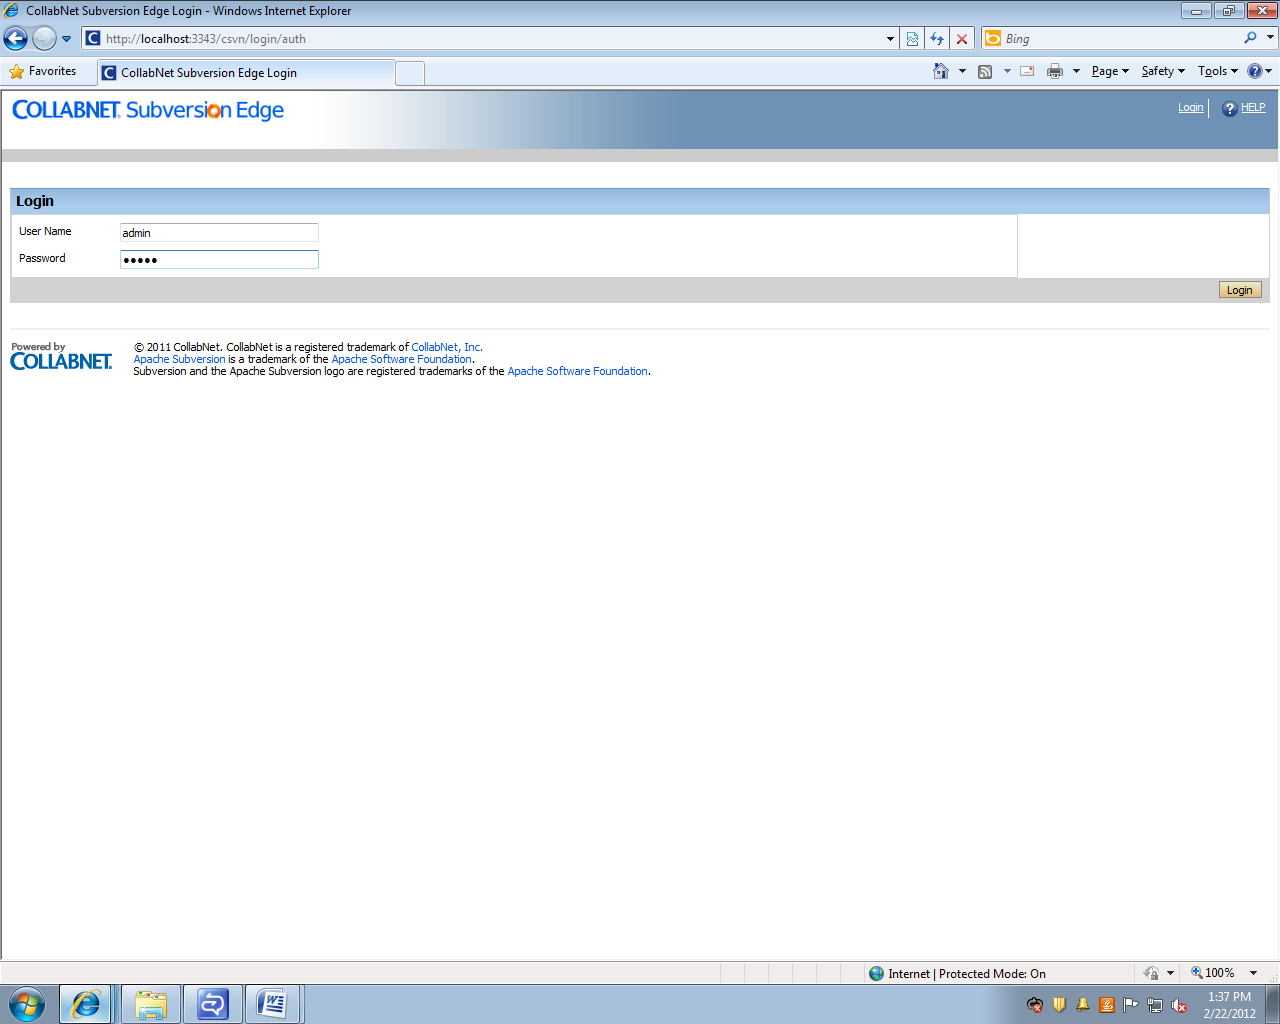 CollabNet Subversion Edge Login - Windows Internet Explorer
http://localhost:3343/csvn/login/auth
Bing
Favorites
CollabNet Subversion Edge Login
Page
Safety
Tools
COLLABNET Subversion Edge
Login
HELP
Login
User Name
admin
Password
●●●●●
Login
Powered by
COLLABNET.
© 2011 CollabNet. CollabNet is a registered trademark of CollabNet, Inc.
Apache Subversion is a trademark of the Apache Software Foundation.
Subversion and the Apache Subversion logo are registered trademarks of the Apache Software Foundation.
Internet | Protected Mode: On
100%
1:37 PM
2/22/2012